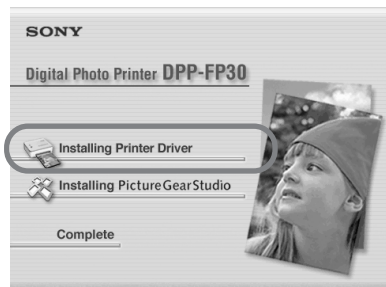 SONY
Digital Photo Printer DPP-FP30
Installing Printer Driver
Installing PictureGearStudio
Complete